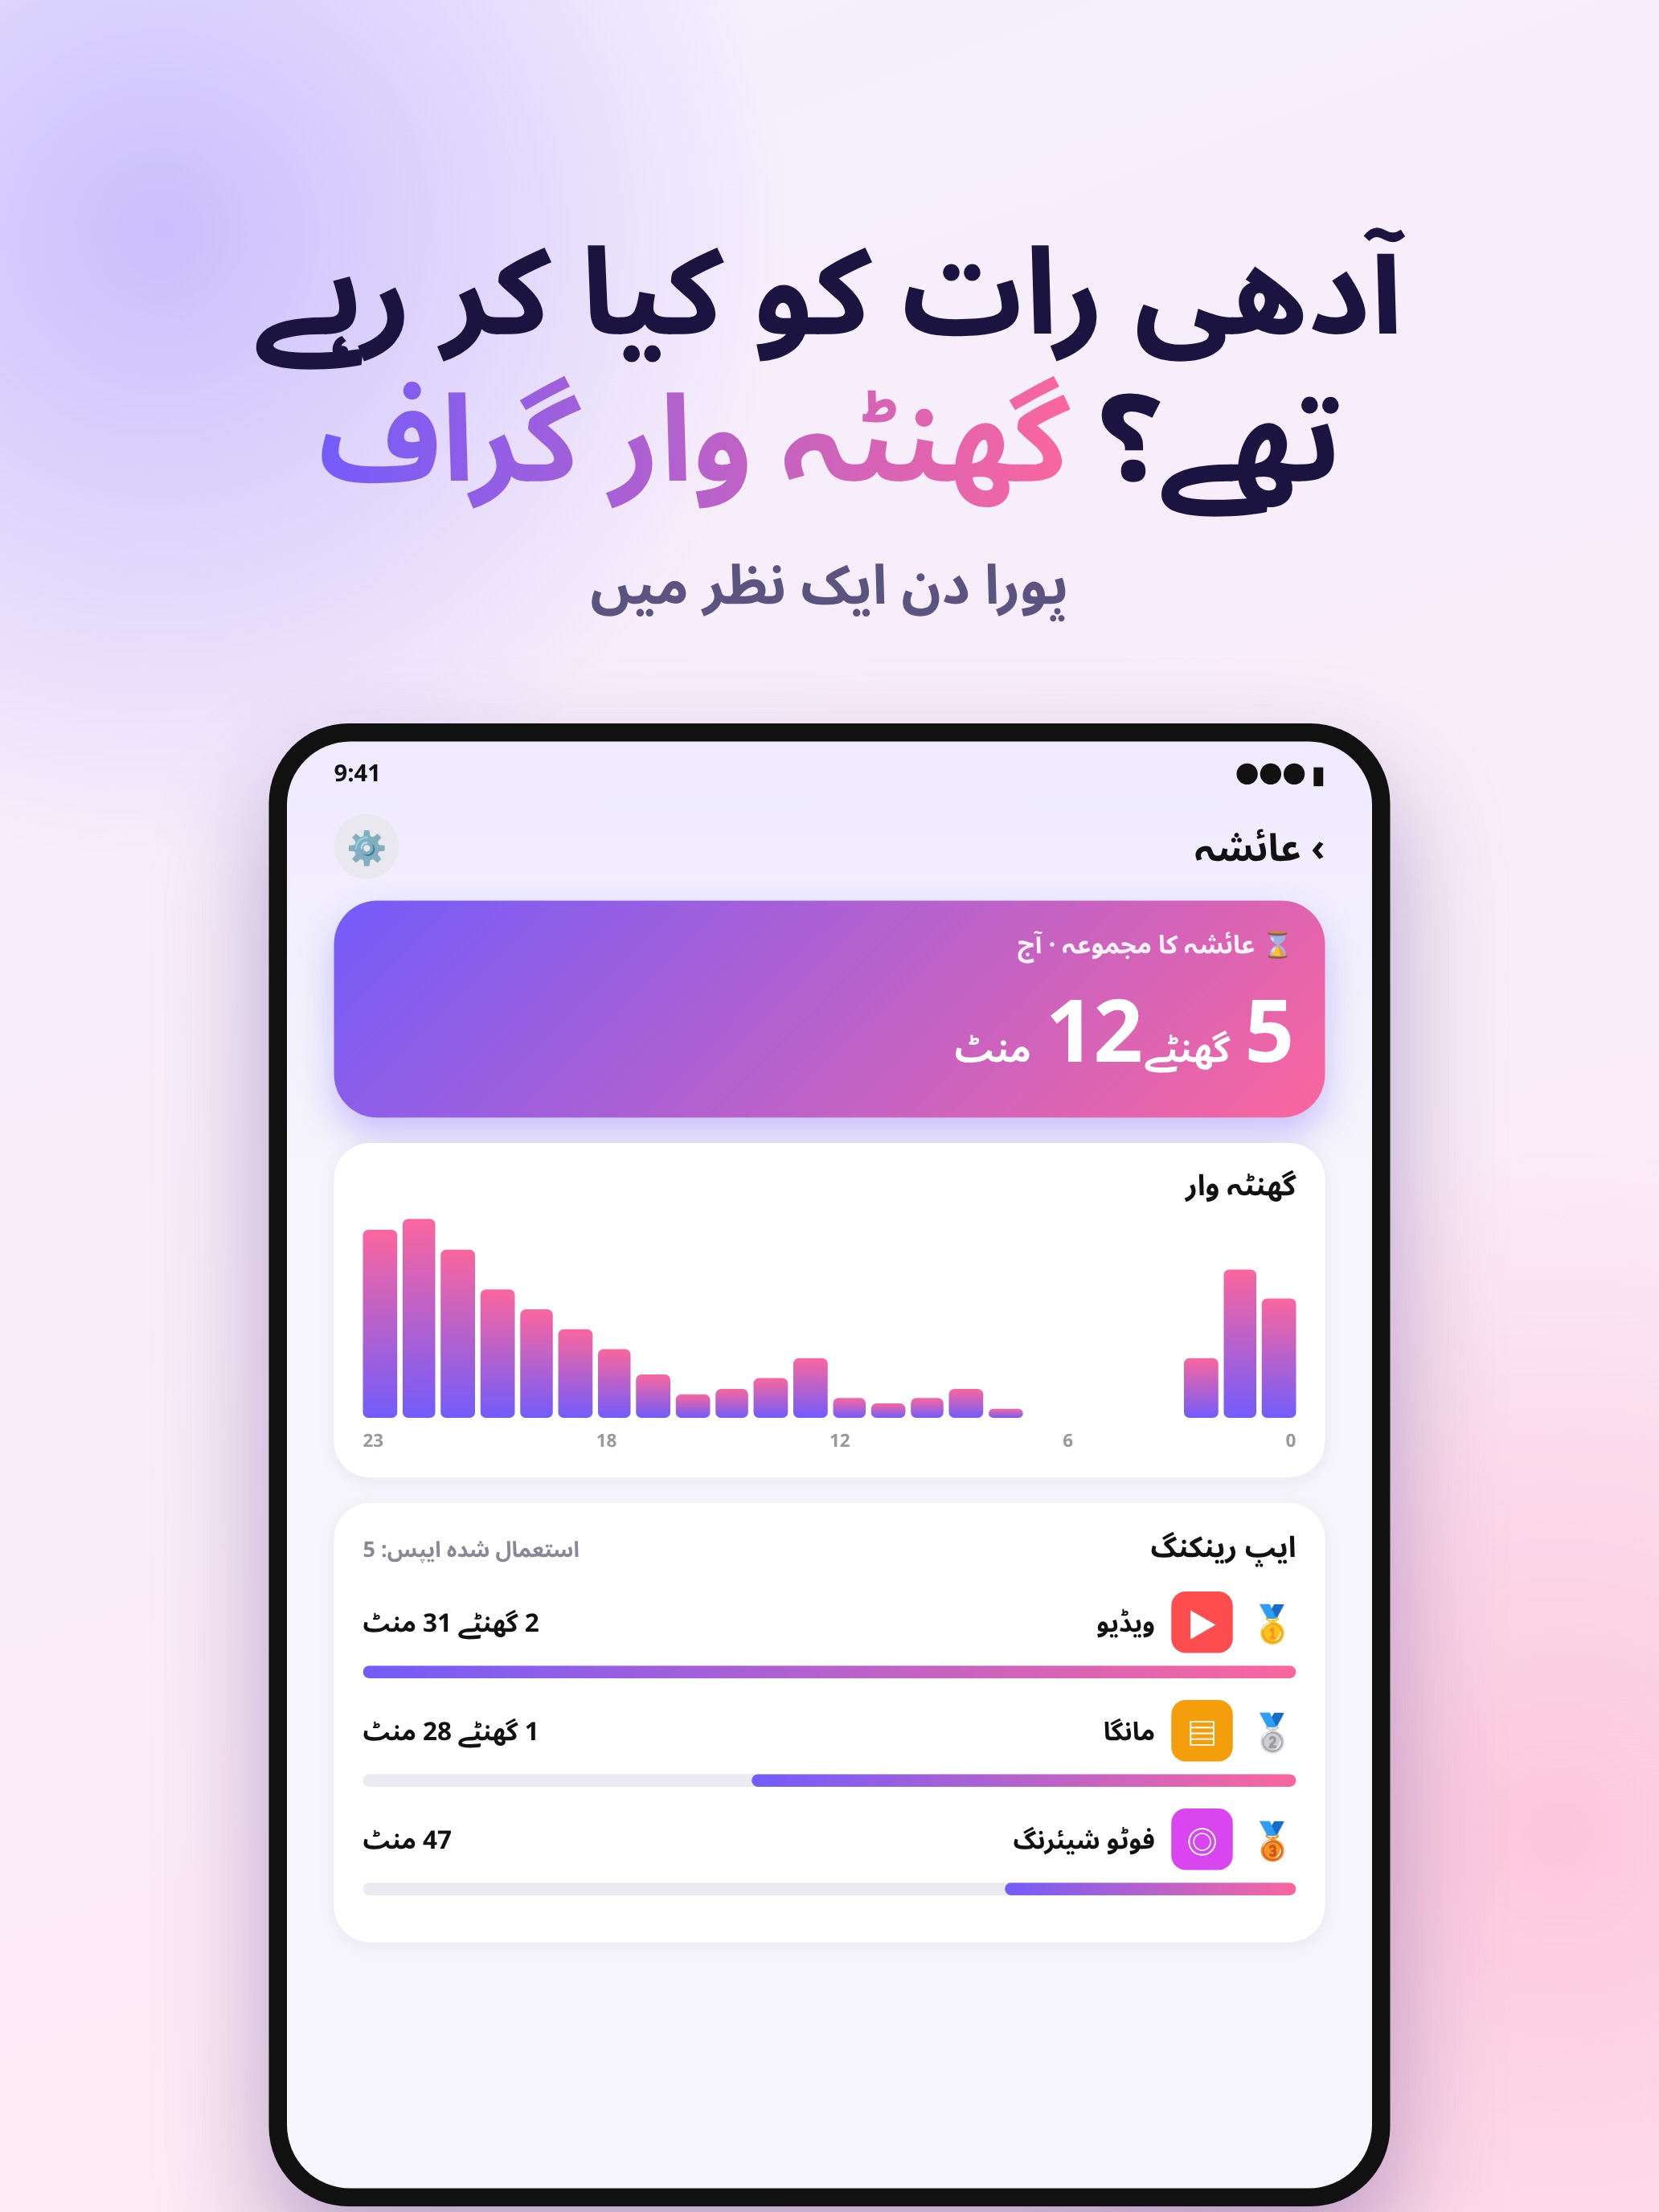 آدھی رات کو کیا کر رہے
تھے؟ گھنٹہ وار گراف
پورا دن ایک نظر میں
9:41
‹ عائشہ
⌛ عائشہ کا مجموعہ · آج
5 گھنٹے 12 منٹ
گھنٹہ وار
0 6 12 18 23
ایپ رینکنگ
استعمال شدہ ایپس: 5
ویڈیو
2 گھنٹے 31 منٹ
مانگا
1 گھنٹے 28 منٹ
فوٹو شیئرنگ
47 منٹ